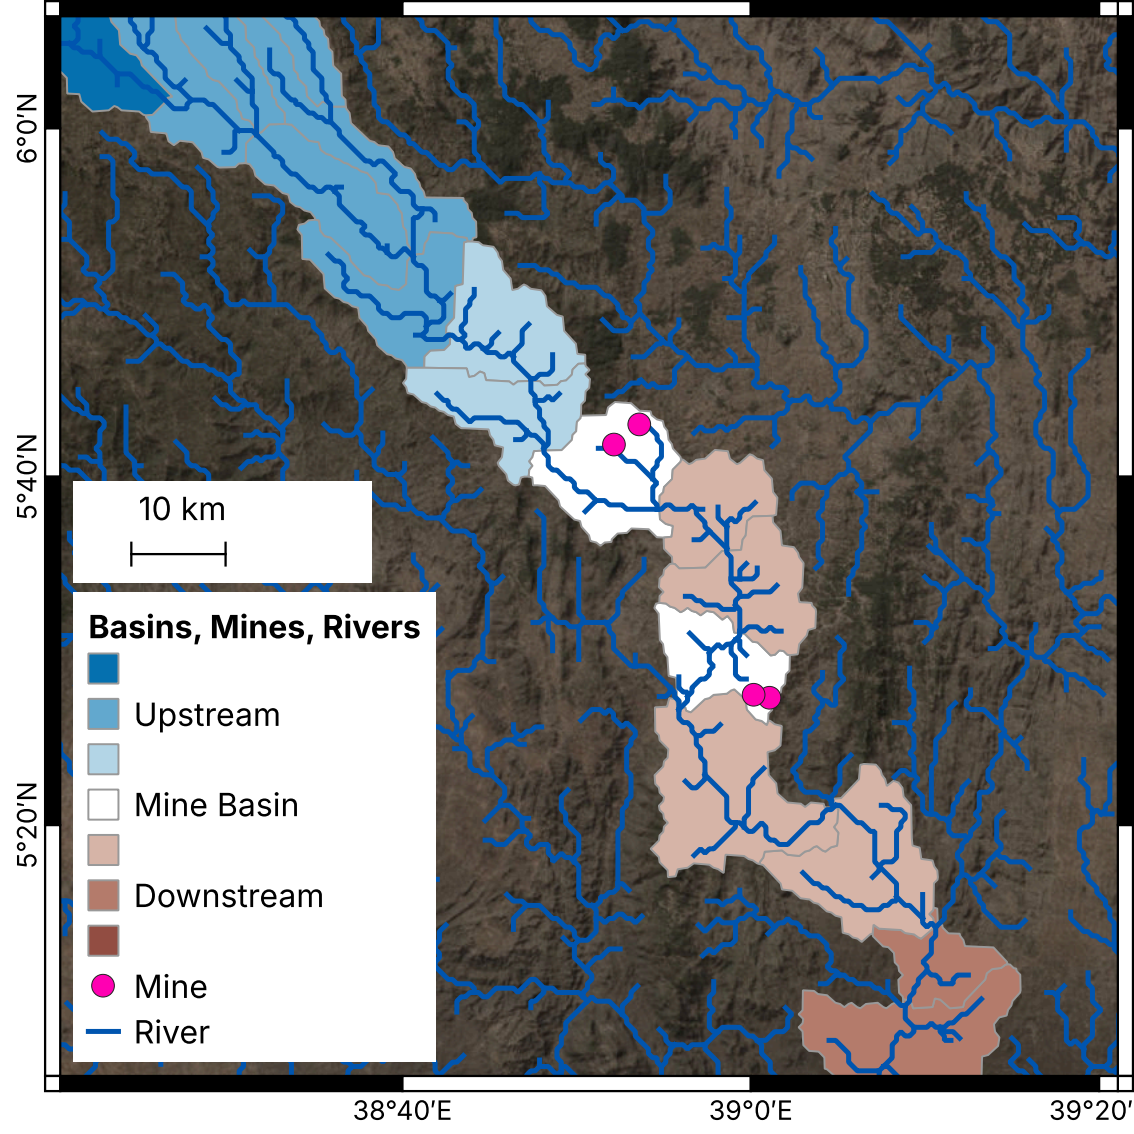 6°0′N
5°40′N
5°20′N
10 km
Basins, Mines, Rivers
Upstream
Mine Basin
Downstream
Mine
River
38°40′E
39°0′E
39°20′